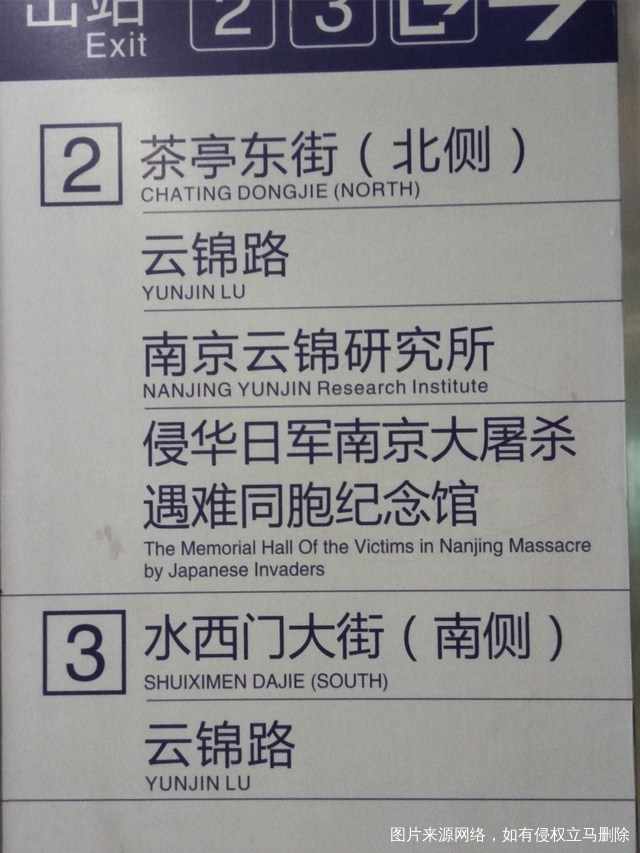 出站 2 3
Exit
2 茶亭东街（北侧）
CHATING DONGJIE (NORTH)
云锦路
YUNJIN LU
南京云锦研究所
NANJING YUNJIN Research Institute
侵华日军南京大屠杀
遇难同胞纪念馆
The Memorial Hall Of the Victims in Nanjing Massacre
by Japanese Invaders
3 水西门大街（南侧）
SHUIXIMEN DAJIE (SOUTH)
云锦路
YUNJIN LU
图片来源网络，如有侵权立马删除